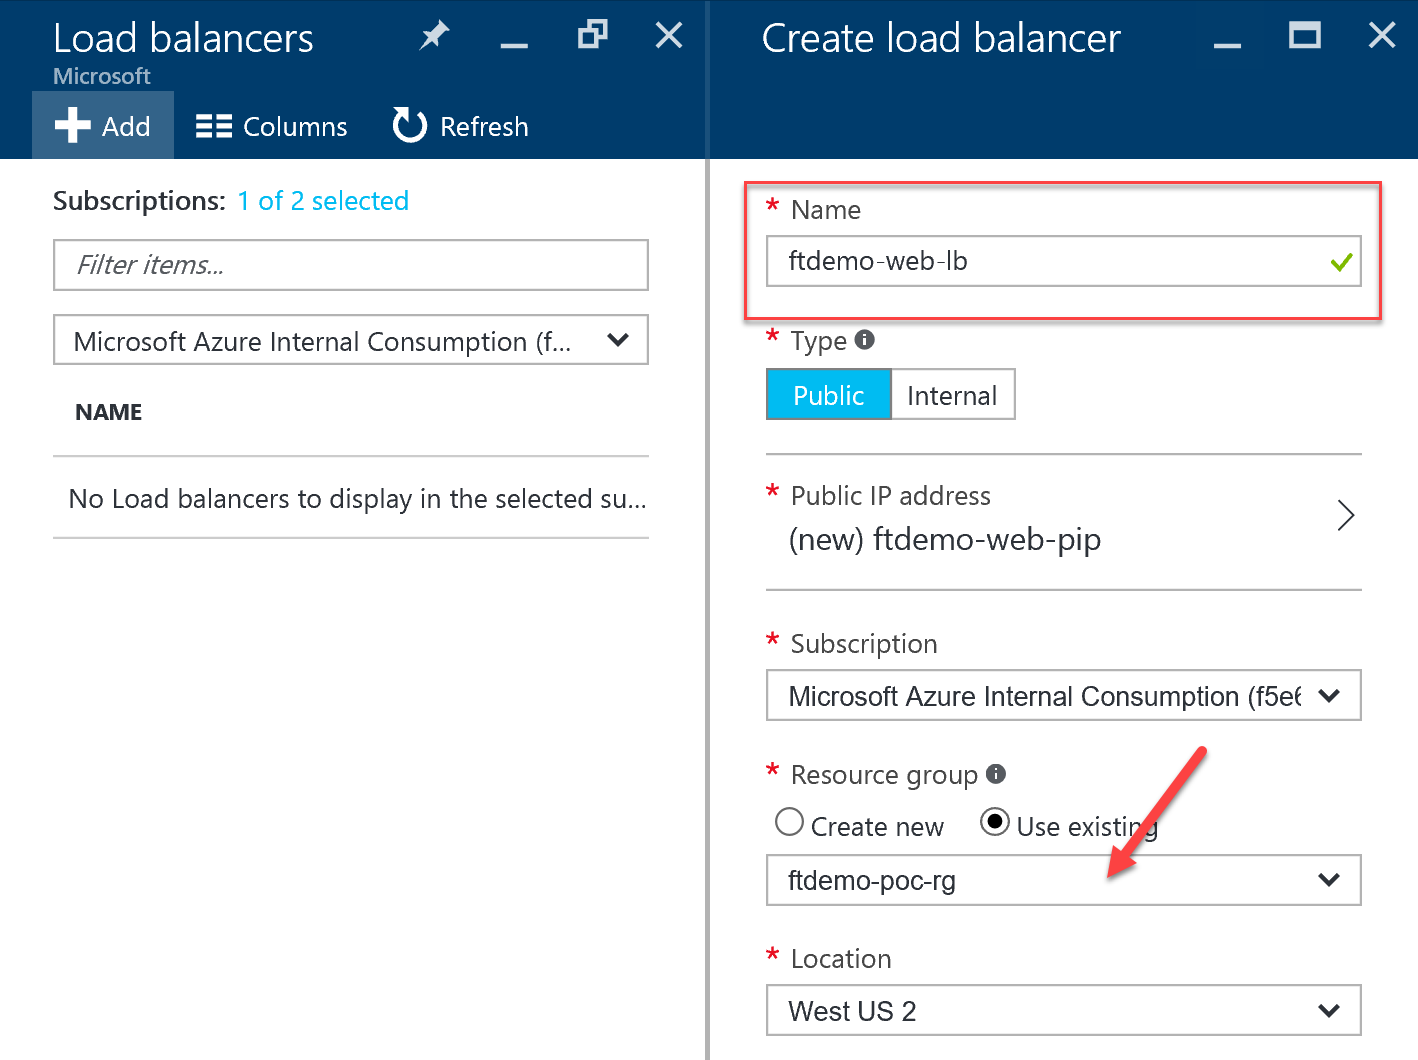 Load balancers
Microsoft
Add
Columns
Refresh
Subscriptions: 1 of 2 selected
Filter items...
Microsoft Azure Internal Consumption (f...
NAME
No Load balancers to display in the selected su...
Create load balancer
* Name
ftdemo-web-lb
* Type
Public
Internal
* Public IP address
(new) ftdemo-web-pip
* Subscription
Microsoft Azure Internal Consumption (f5e6
* Resource group
Create new
Use existing
ftdemo-poc-rg
* Location
West US 2